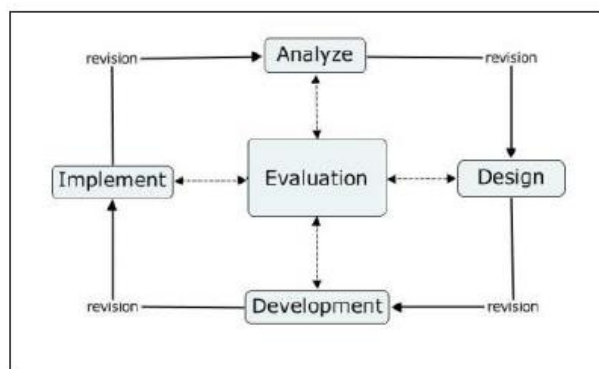 revision Analyze revision
Implement Evaluation Design
revision Development revision